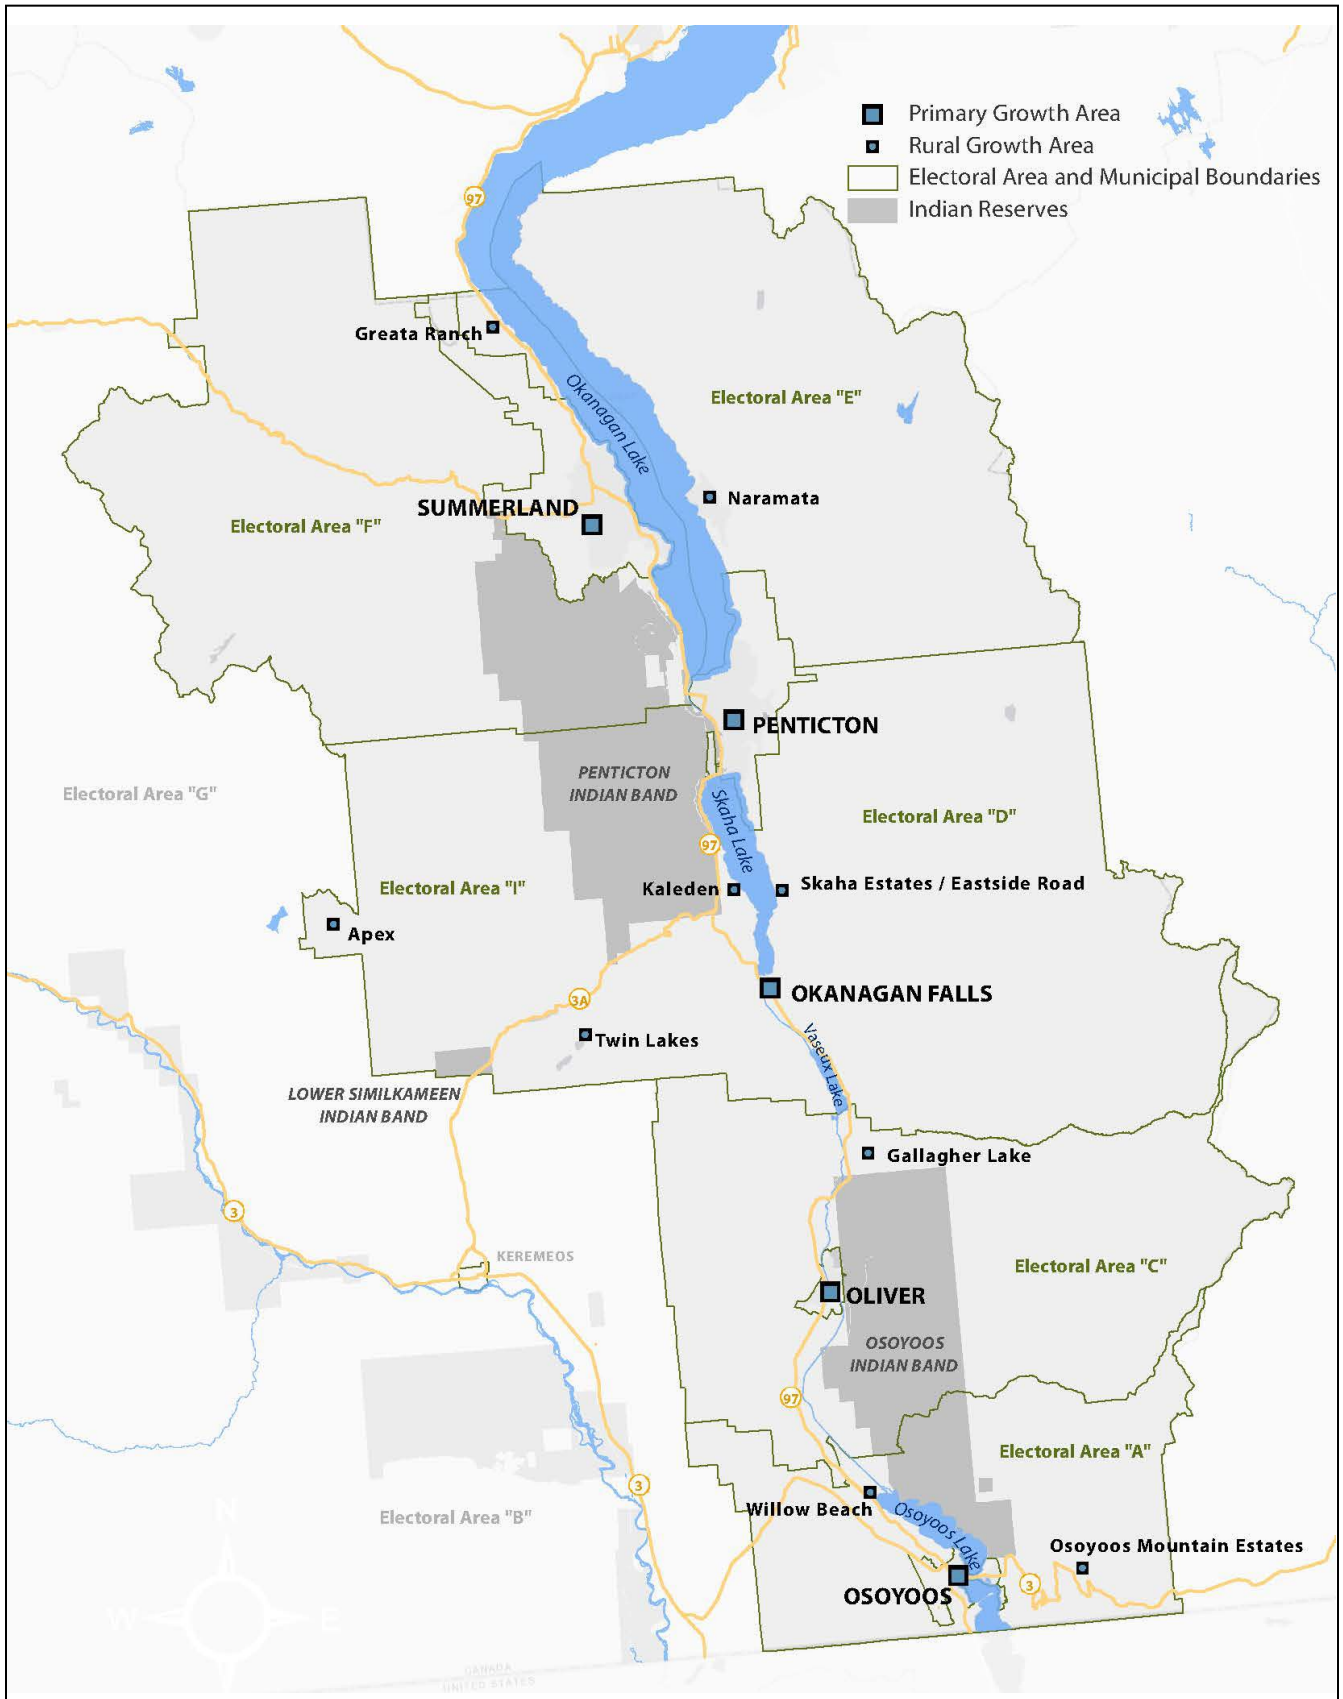 Primary Growth Area
Rural Growth Area
Electoral Area and Municipal Boundaries
Indian Reserves
97
Greata Ranch
Okanagan Lake
Electoral Area "E"
Naramata
SUMMERLAND
Electoral Area "F"
PENTICTON
PENTICTON
INDIAN BAND
Electoral Area "G"
Skaha Lake
Electoral Area "D"
97
Electoral Area "I"
Kaleden
Skaha Estates / Eastside Road
Apex
OKANAGAN FALLS
3A
Twin Lakes
Vaseux Lake
LOWER SIMILKAMEEN
INDIAN BAND
Gallagher Lake
3
KEREMEOS
Electoral Area "C"
OLIVER
OSOYOOS
INDIAN BAND
97
Electoral Area "A"
3
Willow Beach
Osoyoos Lake
Electoral Area "B"
N
Osoyoos Mountain Estates
3
OSOYOOS
W
E
CANADA
UNITED STATES